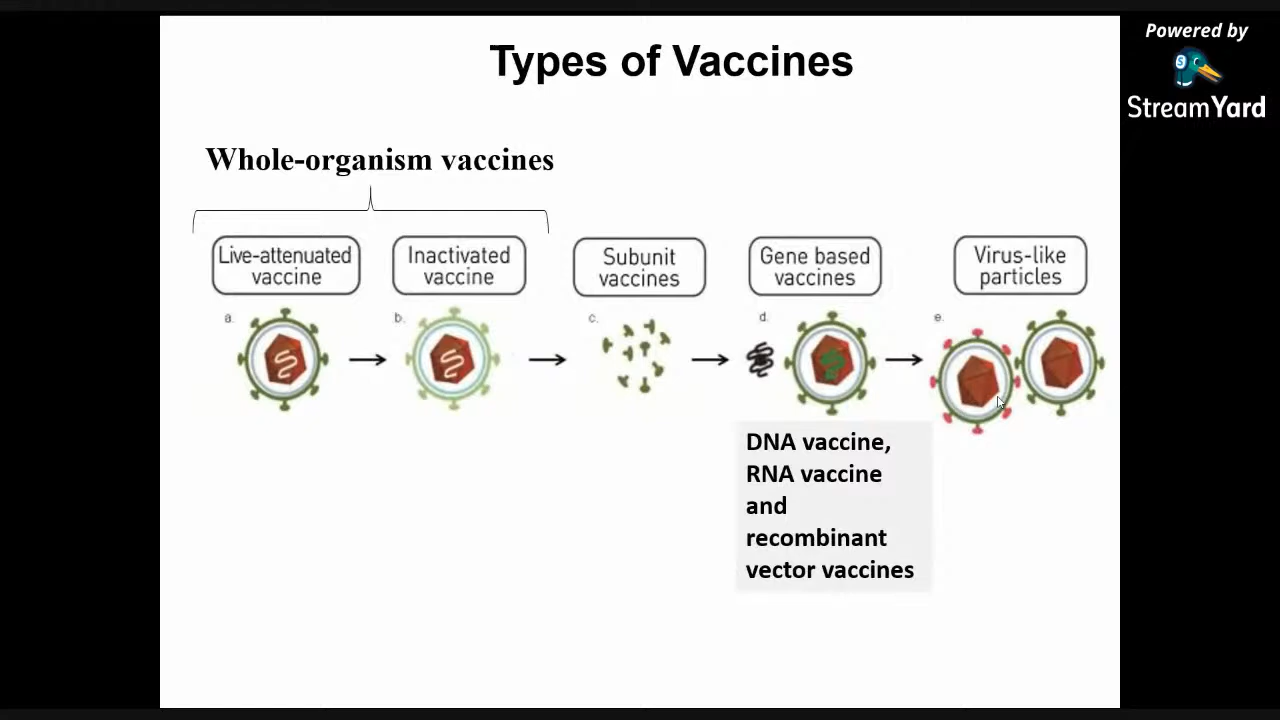 Types of Vaccines
Powered by
StreamYard
Whole-organism vaccines
Live-attenuated
vaccine
Inactivated
vaccine
Subunit
vaccines
Gene based
vaccines
Virus-like
particles
a.
b.
c.
d.
e.
DNA vaccine,
RNA vaccine
and
recombinant
vector vaccines